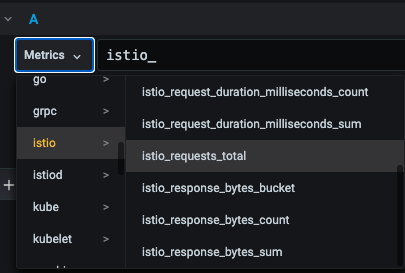 A
Metrics
istio_
go >
grpc >
istio >
istiod >
kube >
kubelet >
istio_request_duration_milliseconds_count
istio_request_duration_milliseconds_sum
istio_requests_total
istio_response_bytes_bucket
istio_response_bytes_count
istio_response_bytes_sum